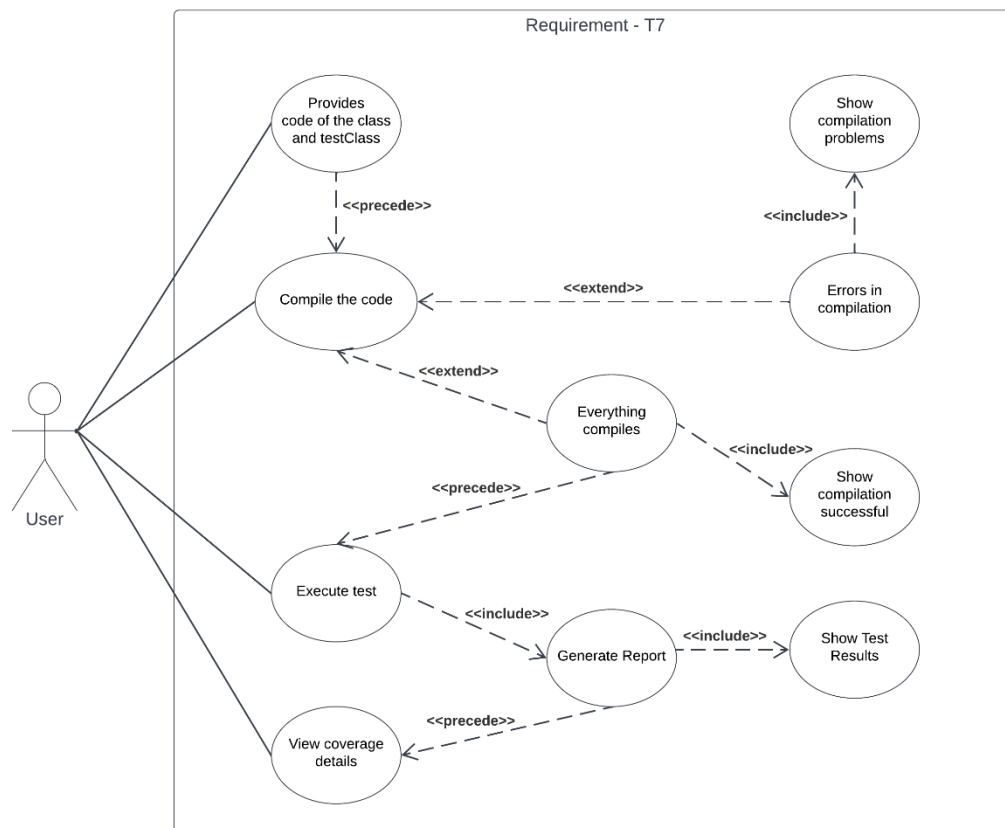 Requirement - T7
Provides
code of the class
and testClass
Show
compilation
problems
<<precede>>
<<include>>
Compile the code
<<extend>>
Errors in
compilation
<<extend>>
Everything
compiles
<<include>>
<<precede>>
Show
compilation
successful
User
Execute test
<<include>>
Generate Report
<<include>>
Show Test
Results
<<precede>>
View coverage
details